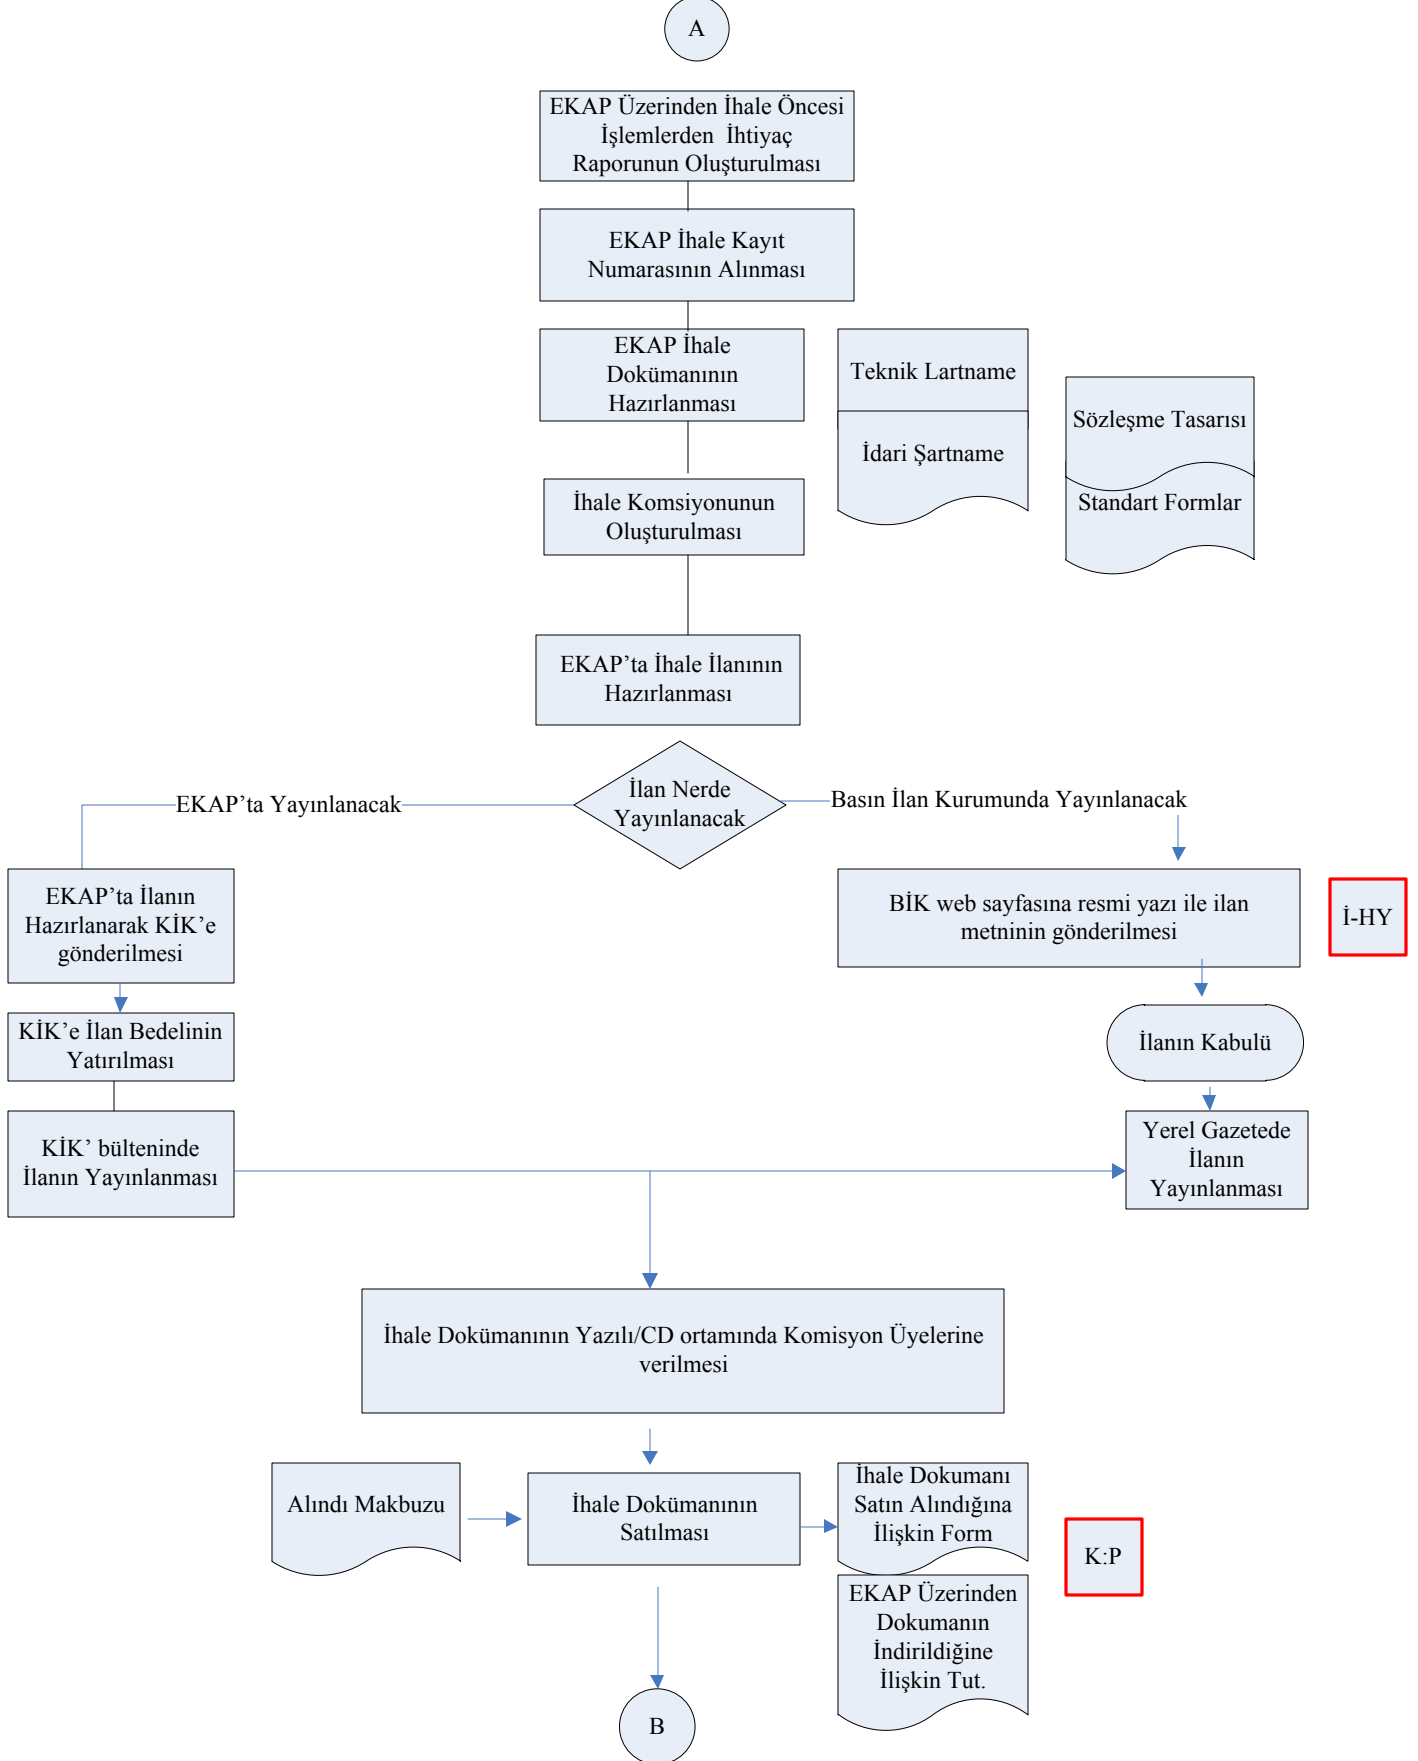 A
EKAP Üzerinden İhale Öncesi
İşlemlerden İhtiyaç
Raporunun Oluşturulması
EKAP İhale Kayıt
Numarasının Alınması
EKAP İhale
Dokümanının
Hazırlanması
Teknik Lartname
İdari Şartname
Sözleşme Tasarısı
Standart Formlar
İhale Komsiyonunun
Oluşturulması
EKAP’ta İhale İlanının
Hazırlanması
İlan Nerde
Yayınlanacak
EKAP’ta Yayınlanacak
Basın İlan Kurumunda Yayınlanacak
EKAP’ta İlanın
Hazırlanarak KİK’e
gönderilmesi
BİK web sayfasına resmi yazı ile ilan
metninin gönderilmesi
İ-HY
KİK’e İlan Bedelinin
Yatırılması
İlanın Kabulü
KİK’ bülteninde
İlanın Yayınlanması
Yerel Gazetede
İlanın
Yayınlanması
İhale Dokümanının Yazılı/CD ortamında Komisyon Üyelerine
verilmesi
Alındı Makbuzu
İhale Dokümanının
Satılması
İhale Dokumanı
Satın Alındığına
İlişkin Form
K:P
EKAP Üzerinden
Dokumanın
İndirildiğine
İlişkin Tut.
B